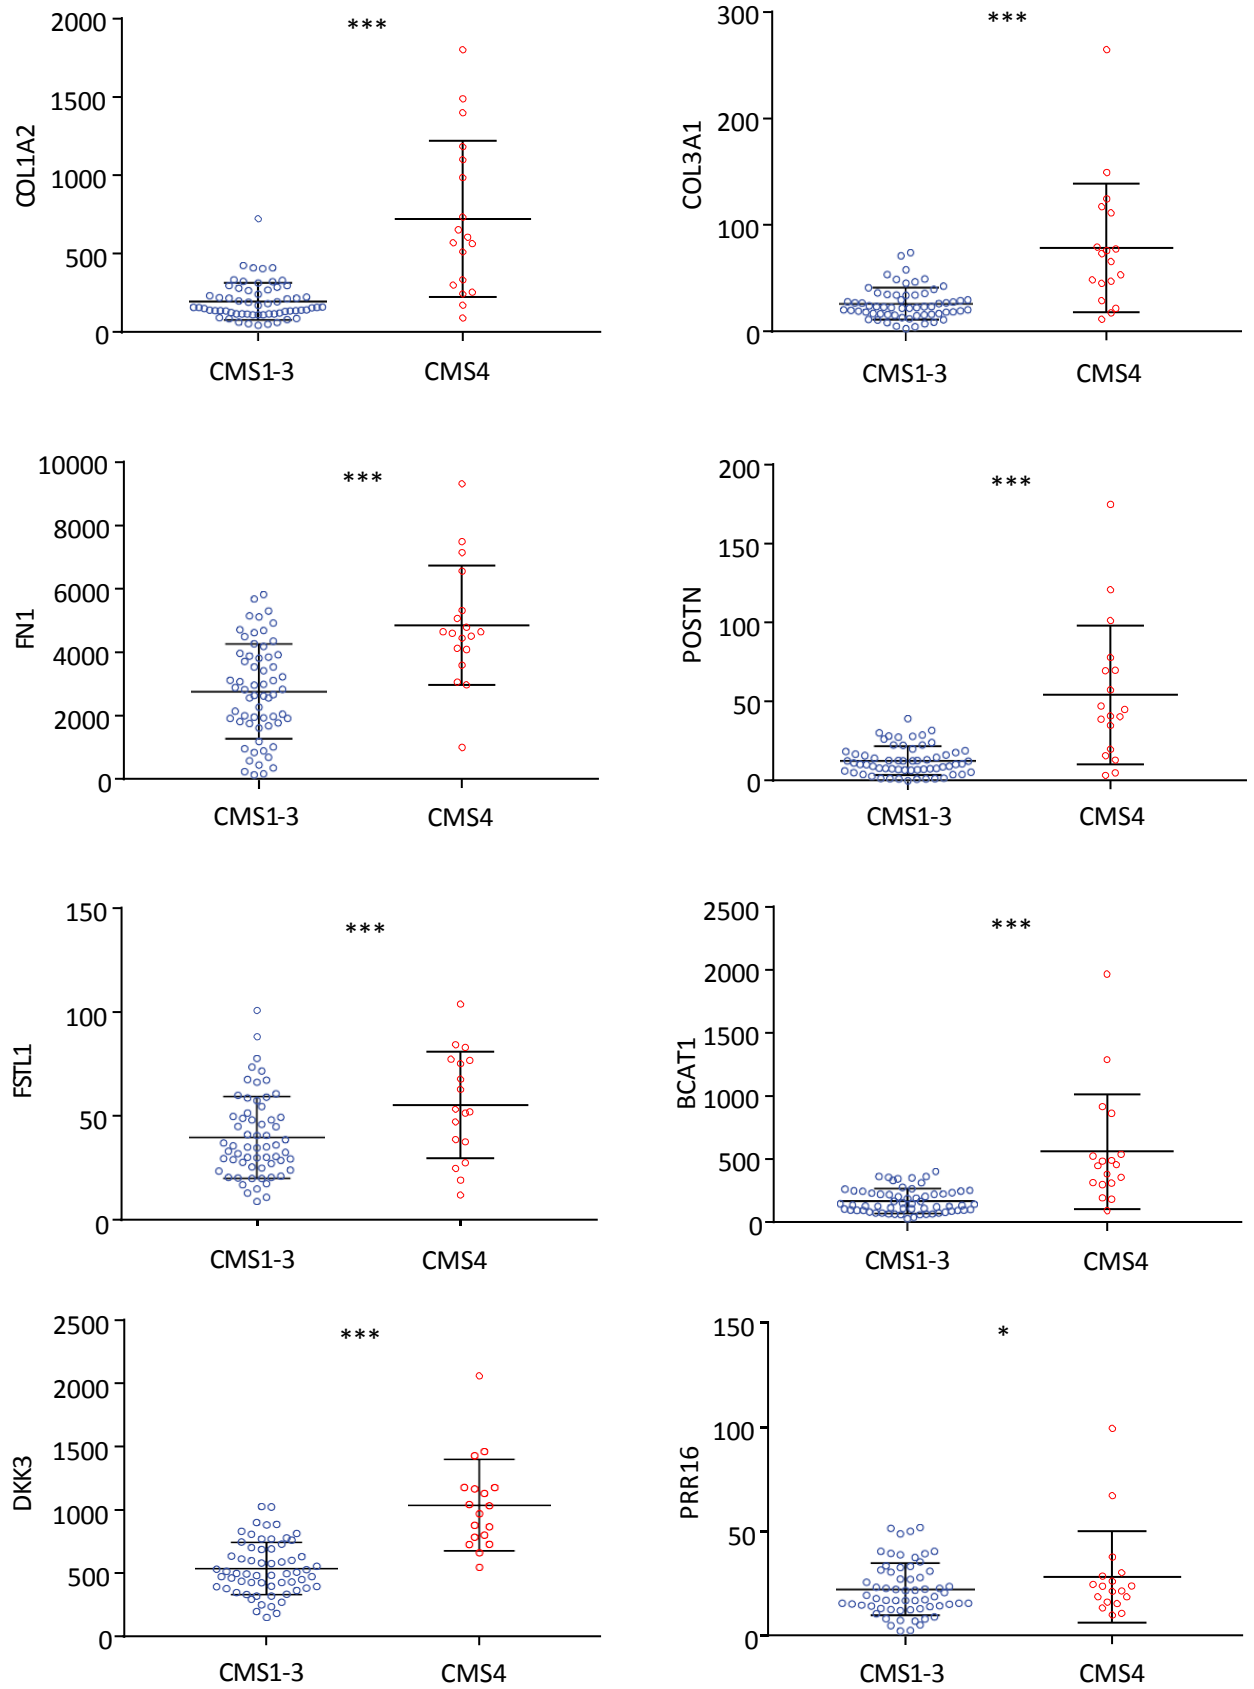 COL1A2
2000
1500
1000
500
0
***
CMS1-3
CMS4
COL3A1
300
200
100
0
***
CMS1-3
CMS4
FN1
10000
8000
6000
4000
2000
0
***
CMS1-3
CMS4
POSTN
200
150
100
50
0
***
CMS1-3
CMS4
FSTL1
150
100
50
0
***
CMS1-3
CMS4
BCAT1
2500
2000
1500
1000
500
0
***
CMS1-3
CMS4
DKK3
2500
2000
1500
1000
500
0
***
CMS1-3
CMS4
PRR16
150
100
50
0
*
CMS1-3
CMS4